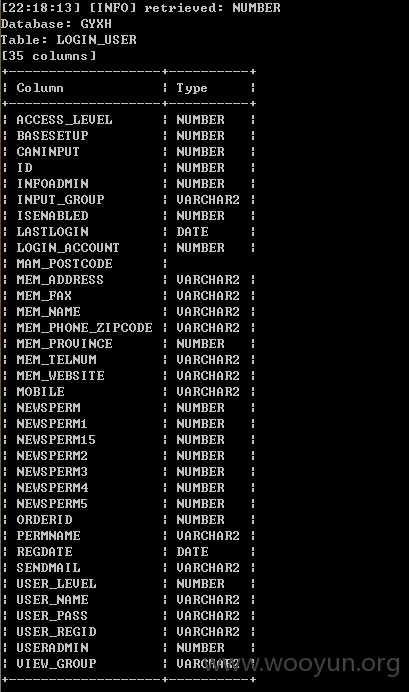 [22:18:13] [INFO] retrieved: NUMBER
Database: GYXH
Table: LOGIN_USER
[35 columns]
+--------------------+-----------+
¦ Column ¦ Type ¦
+--------------------+-----------+
¦ ACCESS_LEVEL ¦ NUMBER ¦
¦ BASESETUP ¦ NUMBER ¦
¦ CANINPUT ¦ NUMBER ¦
¦ ID ¦ NUMBER ¦
¦ INFOADMIN ¦ NUMBER ¦
¦ INPUT_GROUP ¦ VARCHAR2 ¦
¦ ISENABLED ¦ NUMBER ¦
¦ LASTLOGIN ¦ DATE ¦
¦ LOGIN_ACCOUNT ¦ NUMBER ¦
¦ MAM_POSTCODE ¦
¦ MEM_ADDRESS ¦ VARCHAR2 ¦
¦ MEM_FAX ¦ VARCHAR2 ¦
¦ MEM_NAME ¦ VARCHAR2 ¦
¦ MEM_PHONE_ZIPCODE ¦ VARCHAR2 ¦
¦ MEM_PROVINCE ¦ NUMBER ¦
¦ MEM_TELNUM ¦ VARCHAR2 ¦
¦ MEM_WEBSITE ¦ VARCHAR2 ¦
¦ MOBILE ¦ VARCHAR2 ¦
¦ NEWSPERM ¦ NUMBER ¦
¦ NEWSPERM1 ¦ NUMBER ¦
¦ NEWSPERM15 ¦ NUMBER ¦
¦ NEWSPERM2 ¦ NUMBER ¦
¦ NEWSPERM3 ¦ NUMBER ¦
¦ NEWSPERM4 ¦ NUMBER ¦
¦ NEWSPERM5 ¦ NUMBER ¦
¦ ORDERID ¦ NUMBER ¦
¦ PERMNAME ¦ VARCHAR2 ¦
¦ REGDATE ¦ DATE ¦
¦ SENDMAIL ¦ VARCHAR2 ¦
¦ USER_LEVEL ¦ NUMBER ¦
¦ USER_NAME ¦ VARCHAR2 ¦
¦ USER_PASS ¦ VARCHAR2 ¦
¦ USER_REGID ¦ VARCHAR2 ¦
¦ USERADMIN ¦ NUMBER ¦
¦ VIEW_GROUP ¦ VARCHAR2 ¦
+--------------------+-----------+
www.wooyun.org